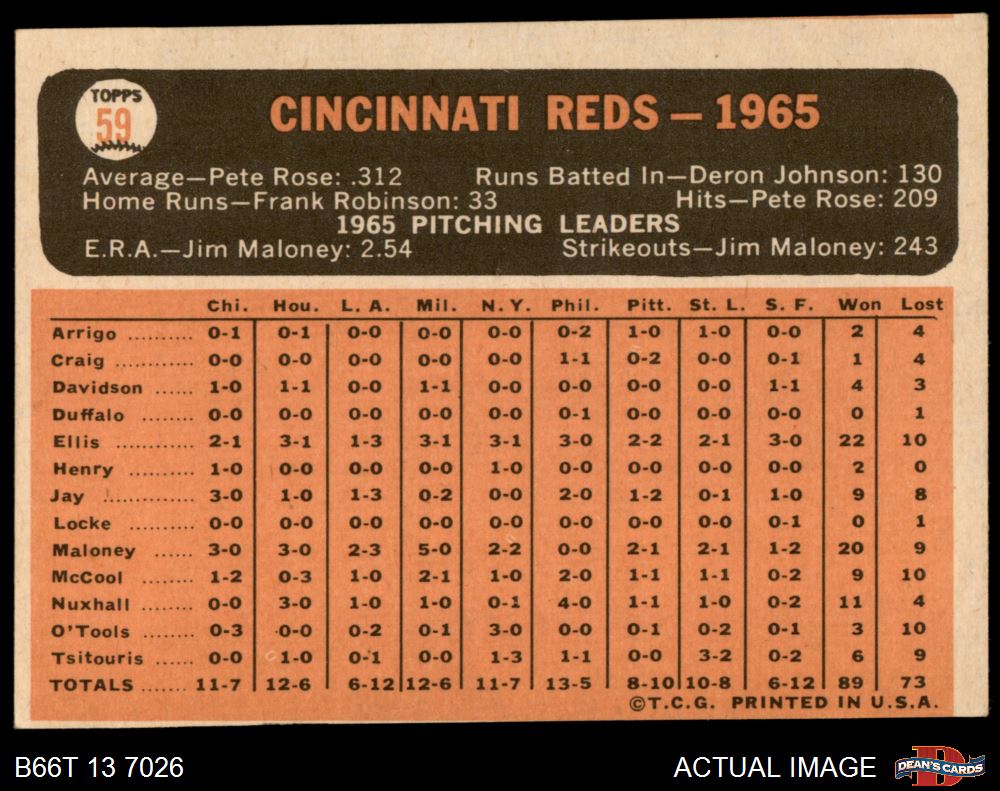 TOPPS
59
CINCINNATI REDS — 1965
Average—Pete Rose: .312 Runs Batted In—Deron Johnson: 130
Home Runs—Frank Robinson: 33 Hits—Pete Rose: 209
1965 PITCHING LEADERS
E.R.A.—Jim Maloney: 2.54 Strikeouts—Jim Maloney: 243
Chi. Hou. L. A. Mil. N. Y. Phil. Pitt. St. L. S. F. Won Lost
Arrigo .......... 0-1 0-1 0-0 0-0 0-0 0-2 1-0 1-0 0-0 2 4
Craig ............ 0-0 0-0 0-0 0-0 0-0 1-1 0-2 0-0 0-1 1 4
Davidson ...... 1-0 1-1 0-0 1-1 0-0 0-0 0-0 0-0 1-1 4 3
Duffalo ........ 0-0 0-0 0-0 0-0 0-0 0-1 0-0 0-0 0-0 0 1
Ellis ............ 2-1 3-1 1-3 3-1 3-1 3-0 2-2 2-1 3-0 22 10
Henry .......... 1-0 0-0 0-0 0-0 1-0 0-0 0-0 0-0 0-0 2 0
Jay .............. 3-0 1-0 1-3 0-2 0-0 2-0 1-2 0-1 1-0 9 8
Locke .......... 0-0 0-0 0-0 0-0 0-0 0-0 0-0 0-0 0-1 0 1
Maloney ...... 3-0 3-0 2-3 5-0 2-2 0-0 2-1 2-1 1-2 20 9
McCool ........ 1-2 0-3 1-0 2-1 1-0 2-0 1-1 1-1 0-2 9 10
Nuxhall ........ 0-0 3-0 1-0 1-0 0-1 4-0 1-1 1-0 0-2 11 4
O'Tools ........ 0-3 0-0 0-2 0-1 3-0 0-0 0-1 0-2 0-1 3 10
Tsitouris ...... 0-0 1-0 0-1 0-0 1-3 1-1 0-0 3-2 0-2 6 9
TOTALS ....... 11-7 12-6 6-12 12-6 11-7 13-5 8-10 10-8 6-12 89 73
©T.C.G. PRINTED IN U.S.A.
B66T 13 7026 ACTUAL IMAGE DEAN'S CARDS